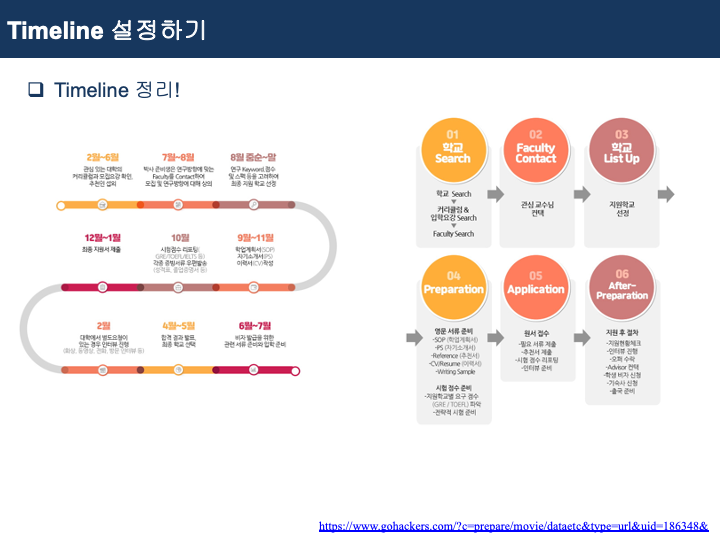 Timeline 설정하기
❑ Timeline 정리!
2월~6월
관심 있는 대학의
커리큘럼과 모집요강 확인,
추천인 섭외
7월~8월
박사 준비생은 연구방향에 맞는
Faculty를 Contact하여
모집 및 연구방향에 대해 상의
8월 중순~말
연구 Keyword,점수
및 스펙 등을 고려하여
최종 지원 학교 선정
12월~1월
최종 지원서 제출
10월
시험점수 리포팅
(GRE/TOEFL/IELTS 등)
각종 증빙서류 우편발송
(성적표, 졸업증명서 등)
9월~11월
학업계획서(SOP)
자기소개서(PS)
이력서(CV)작성
2월
대학에서 별도요청이
있는 경우 인터뷰 진행
(화상, 동영상, 전화, 방문 인터뷰 등)
4월~5월
합격 결과 발표,
최종 학교 선택
6월~7월
비자 발급을 위한
관련 서류 준비와 입학 준비
01
학교
Search
학교 Search
▼
커리큘럼 &
입학요강 Search
▼
Faculty Search
02
Faculty
Contact
관심 교수님
컨택
03
학교
List Up
지원학교
선정
04
Preparation
영문 서류 준비
-SOP (학업계획서)
-PS (자기소개서)
-Reference (추천서)
-CV/Resume (이력서)
-Writing Sample
시험 점수 준비
-지원학교별 요구 점수
(GRE / TOEFL) 파악
-전략적 시험 준비
05
Application
원서 접수
-필요 서류 제출
-추천서 제출
-시험 점수 리포팅
-인터뷰 준비
06
After-
Preparation
지원 후 절차
-지원현황체크
-인터뷰 진행
-오퍼 수락
-Advisor 컨택
-학생 비자 신청
-기숙사 신청
-출국 준비
https://www.gohackers.com/?c=prepare/movie/dataetc&type=url&uid=186348&